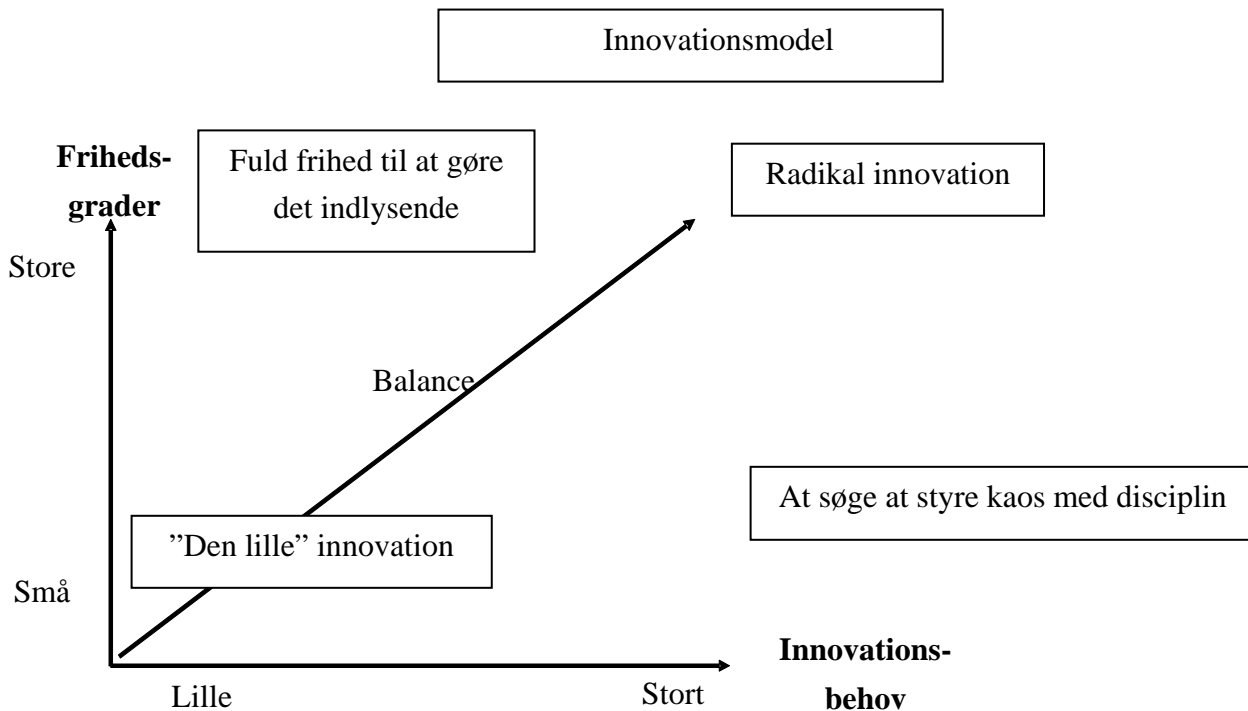 Innovationsmodel
Friheds-
grader
Fuld frihed til at gøre
det indlysende
Radikal innovation
Store
Balance
At søge at styre kaos med disciplin
”Den lille” innovation
Små
Innovations-
behov
Lille
Stort